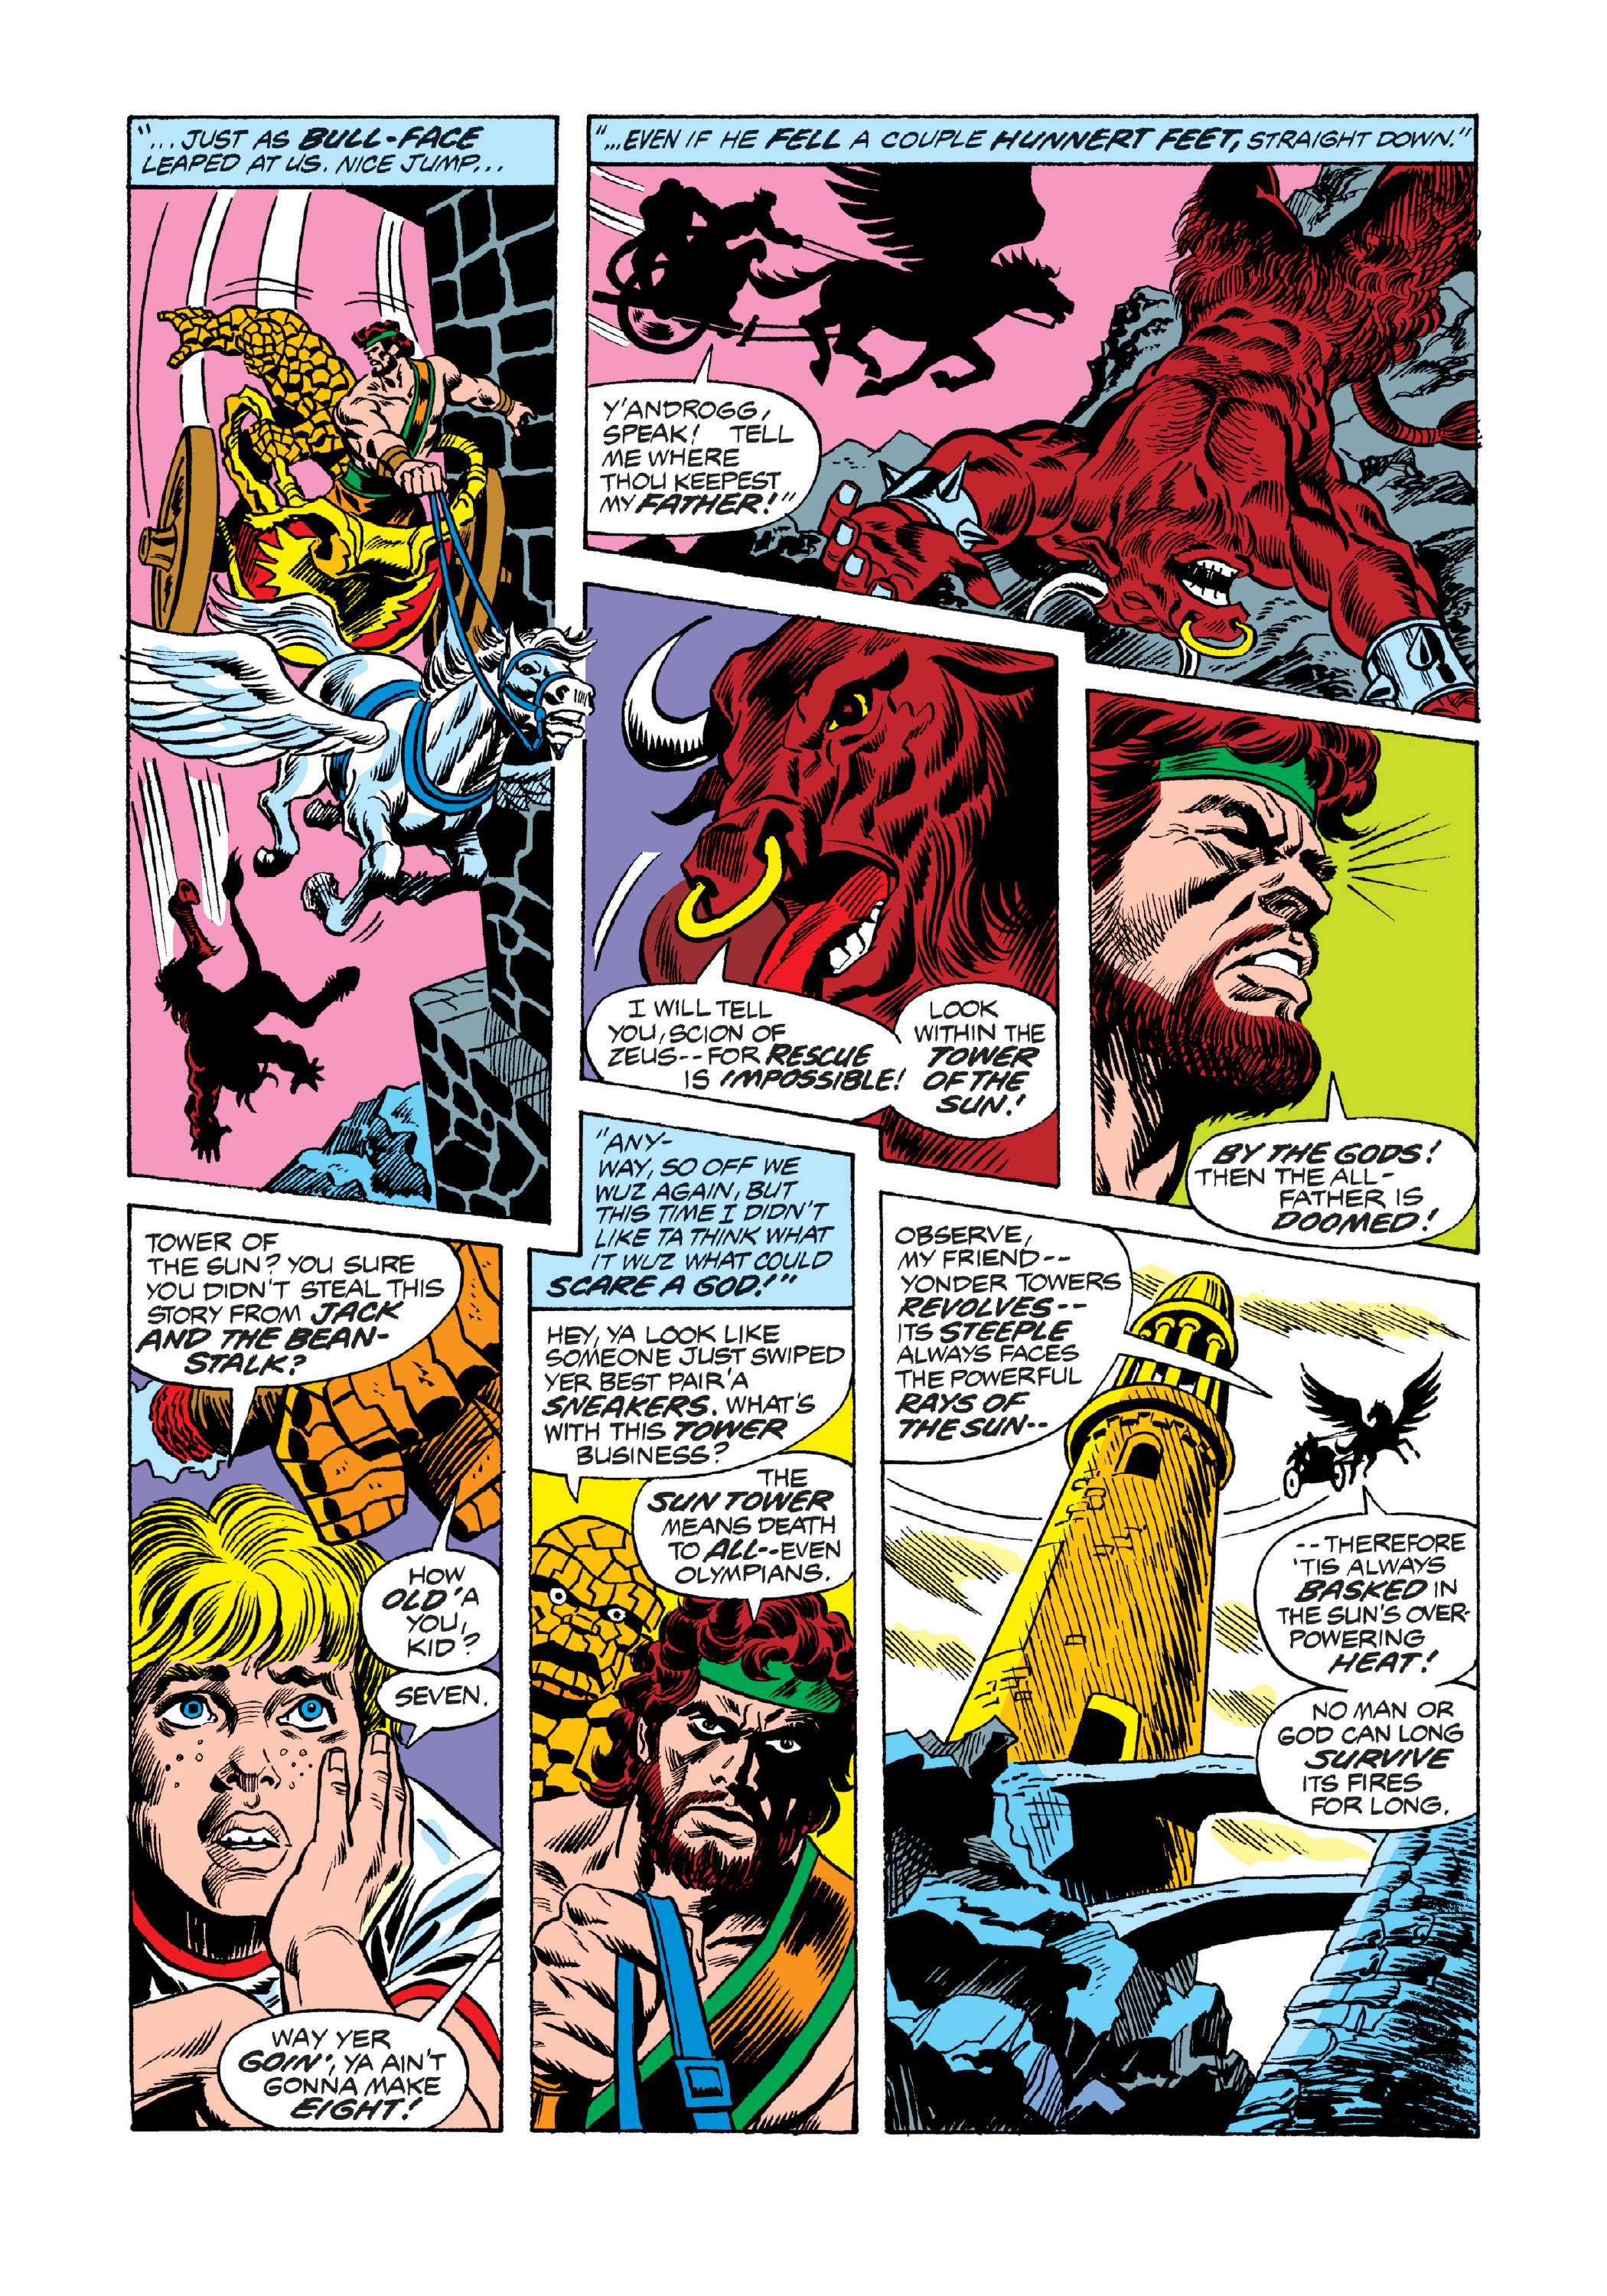 "...JUST AS BULL-FACE
LEAPED AT US. NICE JUMP...
"...EVEN IF HE FELL A COUPLE HUNNERT FEET, STRAIGHT DOWN."
Y'ANDROGG,
SPEAK! TELL
ME WHERE
THOU KEEPEST
MY FATHER!"
I WILL TELL
YOU, SCION OF
ZEUS--FOR RESCUE
IS IMPOSSIBLE!
LOOK
WITHIN THE
TOWER
OF THE
SUN!
BY THE GODS!
THEN THE ALL-
FATHER IS
DOOMED!
TOWER OF
THE SUN? YOU SURE
YOU DIDN'T STEAL THIS
STORY FROM JACK
AND THE BEAN-
STALK?
HOW
OLD 'A
YOU,
KID?
SEVEN.
WAY YER
GOIN', YA AIN'T
GONNA MAKE
EIGHT!
"ANY-
WAY, SO OFF WE
WUZ AGAIN, BUT
THIS TIME I DIDN'T
LIKE TA THINK WHAT
IT WUZ WHAT COULD
SCARE A GOD!"
HEY, YA LOOK LIKE
SOMEONE JUST SWIPED
YER BEST PAIR'A
SNEAKERS. WHAT'S
WITH THIS TOWER
BUSINESS?
THE
SUN TOWER
MEANS DEATH
TO ALL--EVEN
OLYMPIANS.
OBSERVE,
MY FRIEND--
YONDER TOWERS
REVOLVES--
ITS STEEPLE
ALWAYS FACES
THE POWERFUL
RAYS OF
THE SUN--
--THEREFORE
'TIS ALWAYS
BASKED IN
THE SUN'S OVER-
POWERING
HEAT!
NO MAN OR
GOD CAN LONG
SURVIVE
ITS FIRES
FOR LONG.